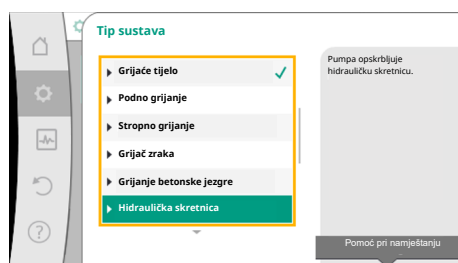 Tip sustava
Grijaće tijelo
Podno grijanje
Stropno grijanje
Grijač zraka
Grijanje betonske jezgre
Hidraulička skretnica
Pumpa opskrbljuje
hidrauličku skretnicu.
Pomoć pri namještanju